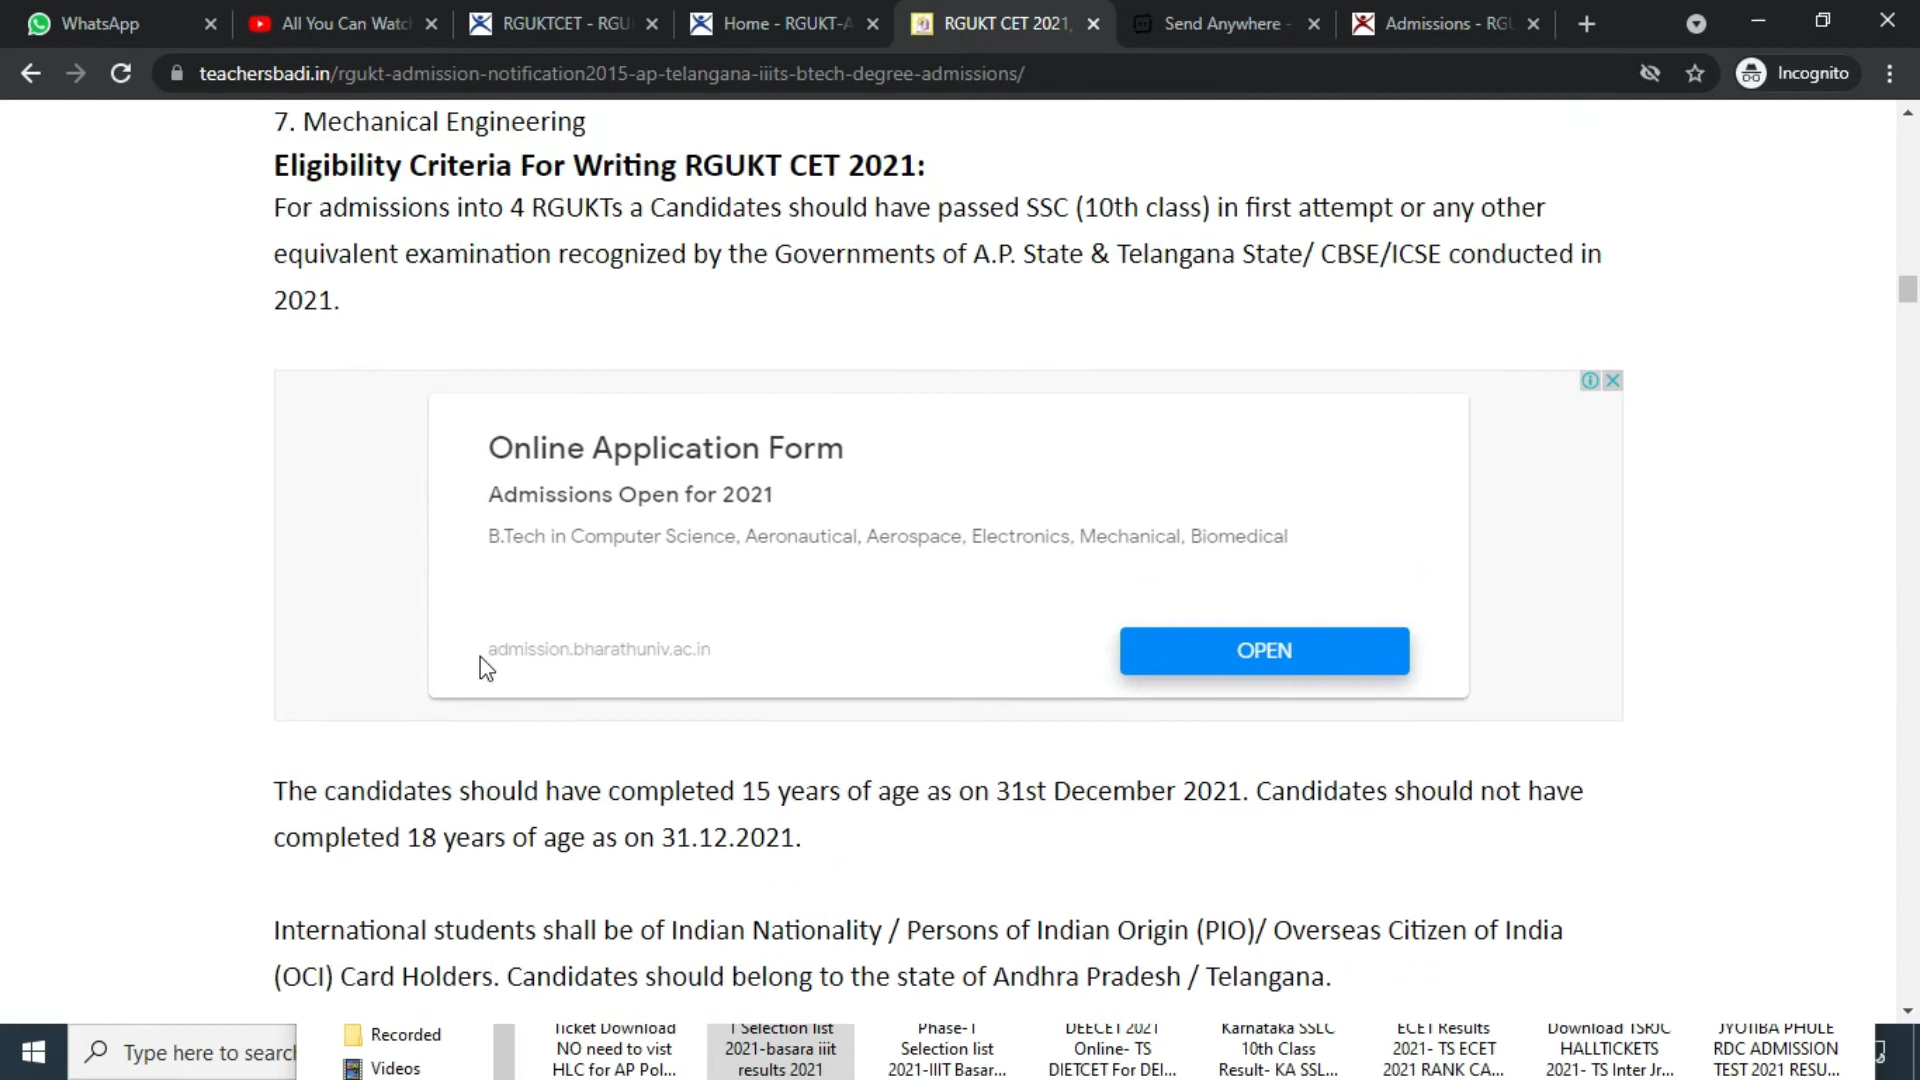 WhatsApp
All You Can Watc
RGUKTCET - RGU
Home - RGUKT-A
RGUKT CET 2021,
Send Anywhere -
Admissions - RGU
teachersbadi.in/rgukt-admission-notification2015-ap-telangana-iiits-btech-degree-admissions/
Incognito
7. Mechanical Engineering
Eligibility Criteria For Writing RGUKT CET 2021:
For admissions into 4 RGUKTs a Candidates should have passed SSC (10th class) in first attempt or any other
equivalent examination recognized by the Governments of A.P. State & Telangana State/ CBSE/ICSE conducted in
2021.
Online Application Form
Admissions Open for 2021
B.Tech in Computer Science, Aeronautical, Aerospace, Electronics, Mechanical, Biomedical
admission.bharathuniv.ac.in
OPEN
The candidates should have completed 15 years of age as on 31st December 2021. Candidates should not have
completed 18 years of age as on 31.12.2021.
International students shall be of Indian Nationality / Persons of Indian Origin (PIO)/ Overseas Citizen of India
(OCI) Card Holders. Candidates should belong to the state of Andhra Pradesh / Telangana.
Type here to search
Recorded
Videos
Ticket Download
NO need to vist
HLC for AP Pol...
1 Selection list
2021-basara iiit
results 2021
Phase-1
Selection list
2021-IIIT Basar...
DEECET 2021
Online- TS
DIETCET For DEI...
Karnataka SSLC
10th Class
Result- KA SSL...
ECET Results
2021- TS ECET
2021 RANK CA...
Download TSRJC
HALLTICKETS
2021- TS Inter Jr...
JYOTIBA PHULE
RDC ADMISSION
TEST 2021 RESU...